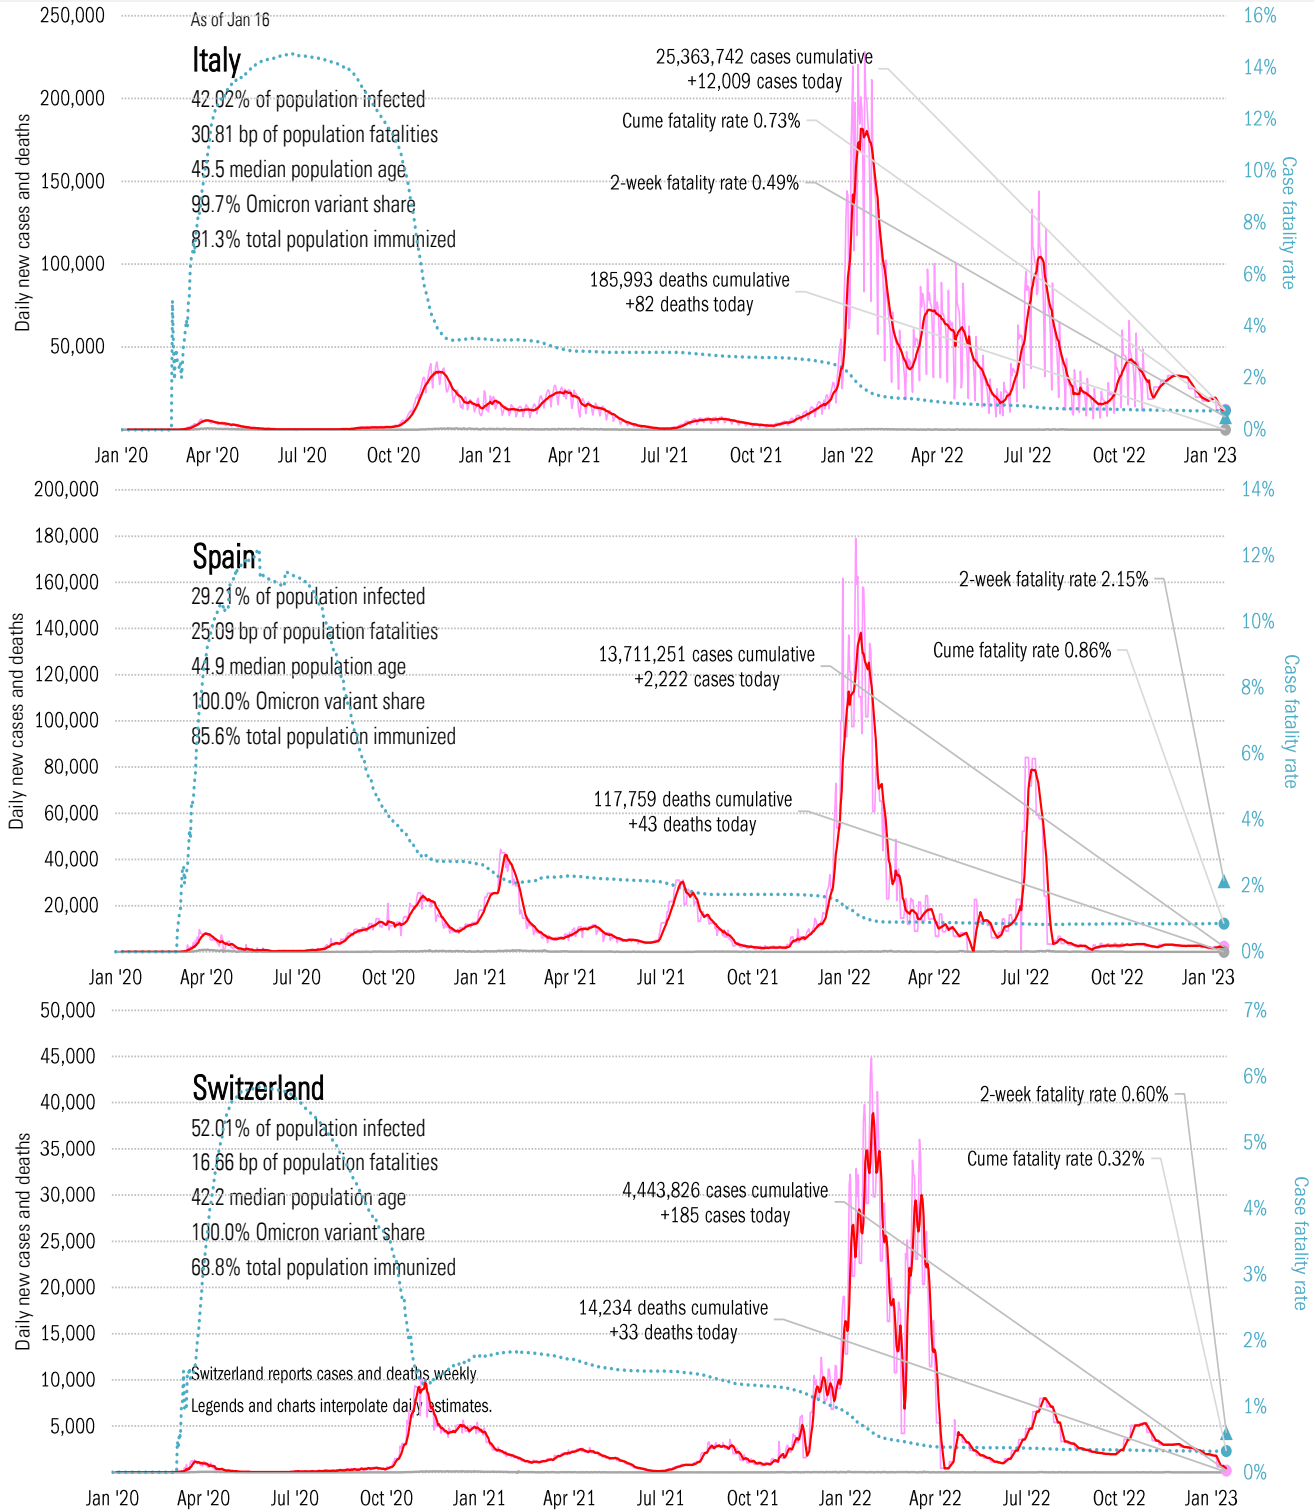 250,000
As of Jan 16
16%
Italy
25,363,742 cases cumulative
+12,009 cases today
14%
42.02% of population infected
200,000
Cume fatality rate 0.73%
12%
30.81 bp of population fatalities
45.5 median population age
150,000
2-week fatality rate 0.49%
10%
99.7% Omicron variant share
81.3% total population immunized
8%
100,000
185,993 deaths cumulative
+82 deaths today
6%
50,000
4%
2%
0%
Daily new cases and deaths
Case fatality rate
Jan '20 Apr '20 Jul '20 Oct '20 Jan '21 Apr '21 Jul '21 Oct '21 Jan '22 Apr '22 Jul '22 Oct '22 Jan '23
200,000
14%
180,000
Spain
12%
160,000
2-week fatality rate 2.15%
29.21% of population infected
25.09 bp of population fatalities
140,000
10%
Cume fatality rate 0.86%
13,711,251 cases cumulative
+2,222 cases today
44.9 median population age
120,000
8%
100.0% Omicron variant share
100,000
85.6% total population immunized
6%
80,000
117,759 deaths cumulative
+43 deaths today
60,000
4%
40,000
2%
20,000
0%
Daily new cases and deaths
Case fatality rate
Jan '20 Apr '20 Jul '20 Oct '20 Jan '21 Apr '21 Jul '21 Oct '21 Jan '22 Apr '22 Jul '22 Oct '22 Jan '23
50,000
7%
45,000
6%
Switzerland
2-week fatality rate 0.60%
40,000
52.01% of population infected
35,000
5%
16.66 bp of population fatalities
Cume fatality rate 0.32%
42.2 median population age
30,000
4,443,826 cases cumulative
+185 cases today
4%
100.0% Omicron variant share
25,000
68.8% total population immunized
3%
20,000
14,234 deaths cumulative
+33 deaths today
15,000
2%
Switzerland reports cases and deaths weekly
10,000
Legends and charts interpolate daily estimates.
1%
5,000
0%
Daily new cases and deaths
Case fatality rate
Jan '20 Apr '20 Jul '20 Oct '20 Jan '21 Apr '21 Jul '21 Oct '21 Jan '22 Apr '22 Jul '22 Oct '22 Jan '23